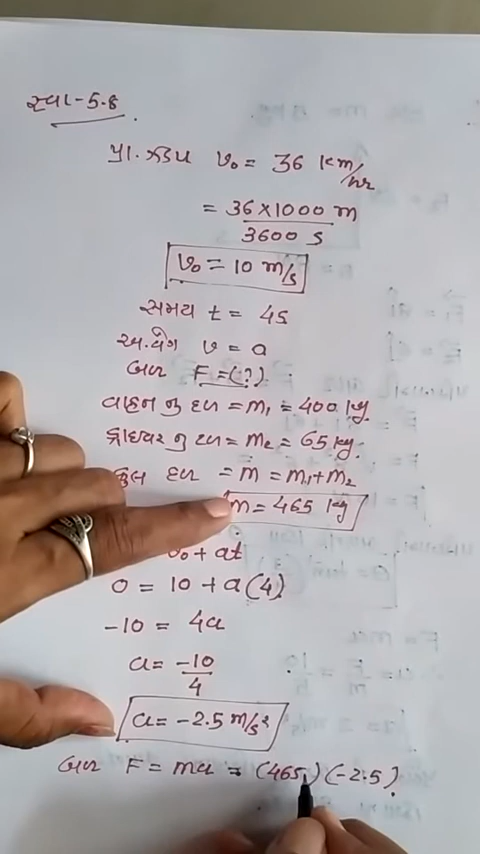 સ્વા-5.8
પ્રા. ઝડપ v₀ = 36 km/hr
= 36×1000 m / 3600 s
v₀ = 10 m/s
સમય t = 4s
અં.વેગ v = 0
બળ F = (?)
વાહન નુ દળ = m₁ = 400 kg.
ડ્રાઇવર નુ દળ = m₂ = 65 kg.
કુલ દળ = m = m₁+m₂
m = 465 kg
v₀ + at
0 = 10 + a(4)
-10 = 4a
a = -10/4
a = -2.5 m/s²
બળ F = ma = (465)(-2.5).